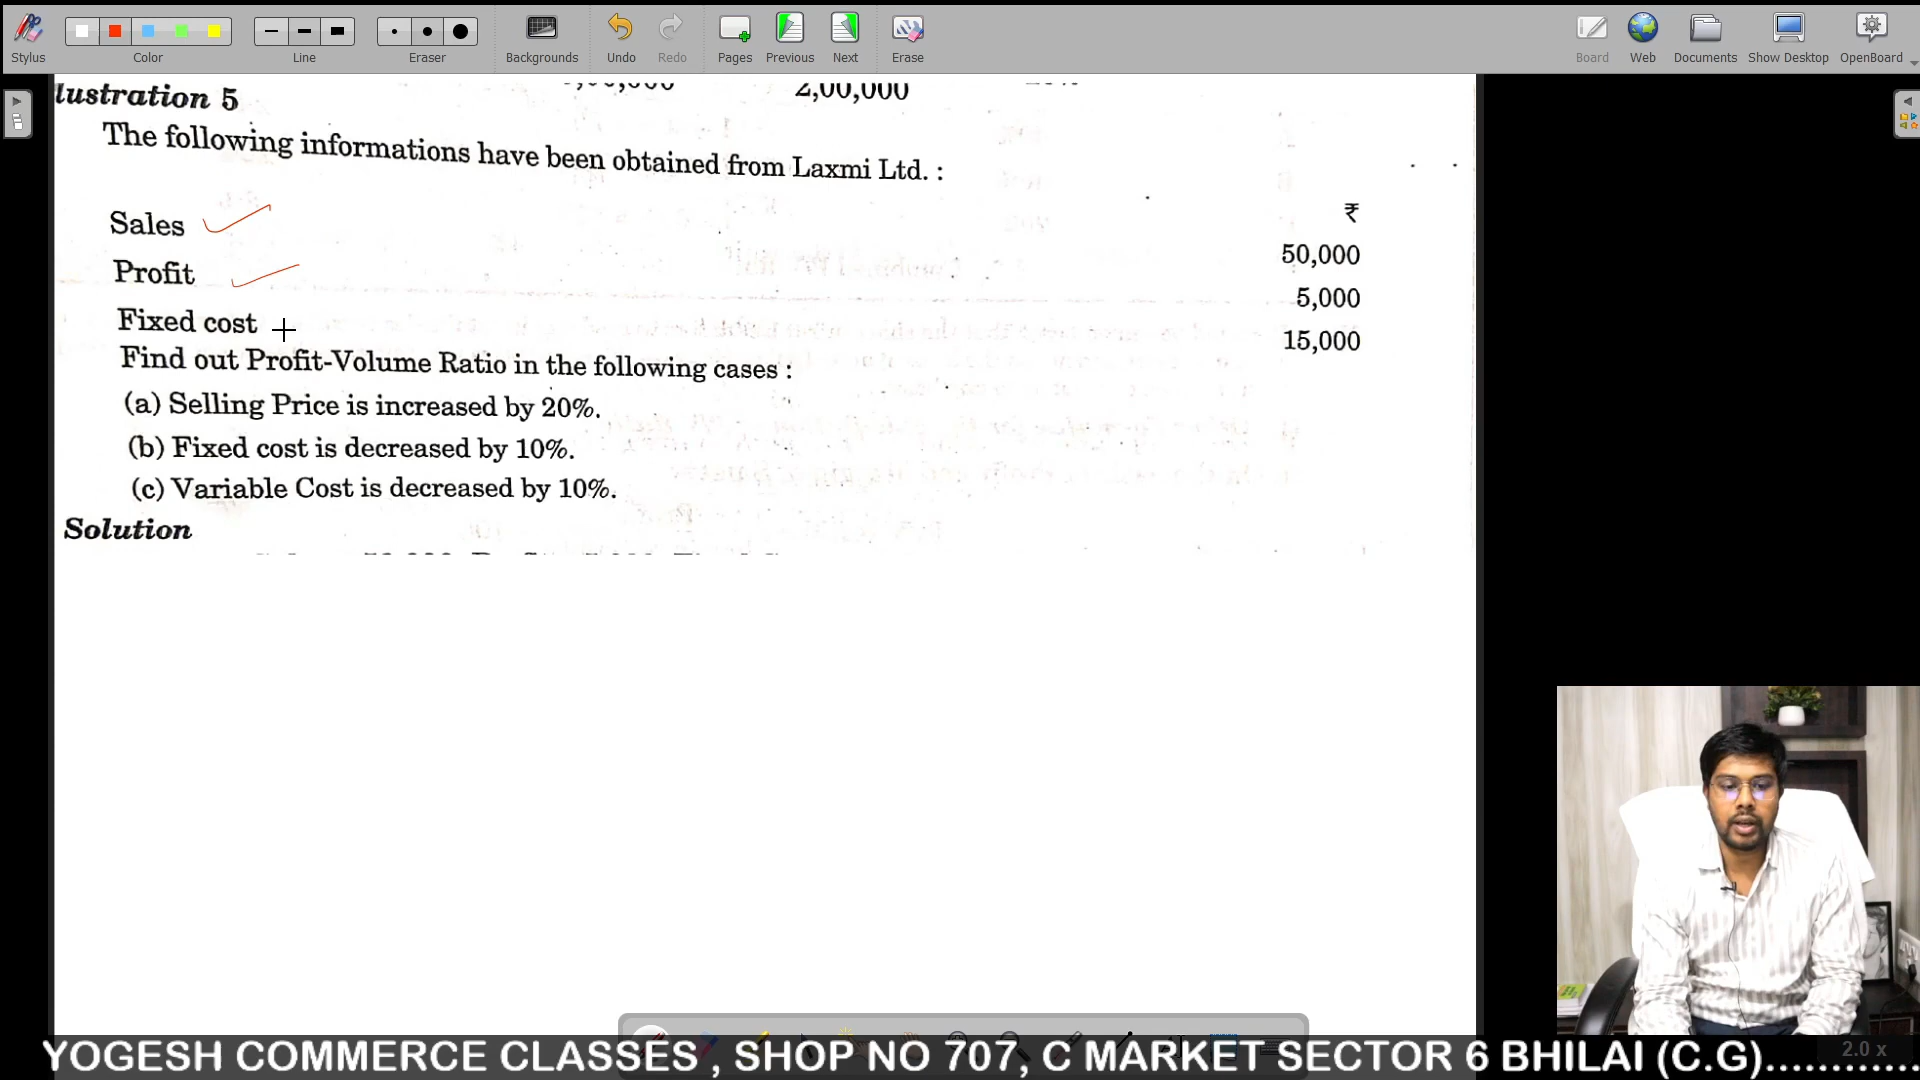 Stylus
Color
Line
Eraser
Backgrounds
Undo
Redo
Pages
Previous
Next
Erase
Board
Web
Documents
Show Desktop
OpenBoard
2,00,000
lustration 5
The following informations have been obtained from Laxmi Ltd. :
₹
Sales 50,000
Profit 5,000
Fixed cost 15,000
Find out Profit-Volume Ratio in the following cases :
(a) Selling Price is increased by 20%.
(b) Fixed cost is decreased by 10%.
(c) Variable Cost is decreased by 10%.
Solution
YOGESH COMMERCE CLASSES , SHOP NO 707, C MARKET SECTOR 6 BHILAI (C.G)............
2.0 x